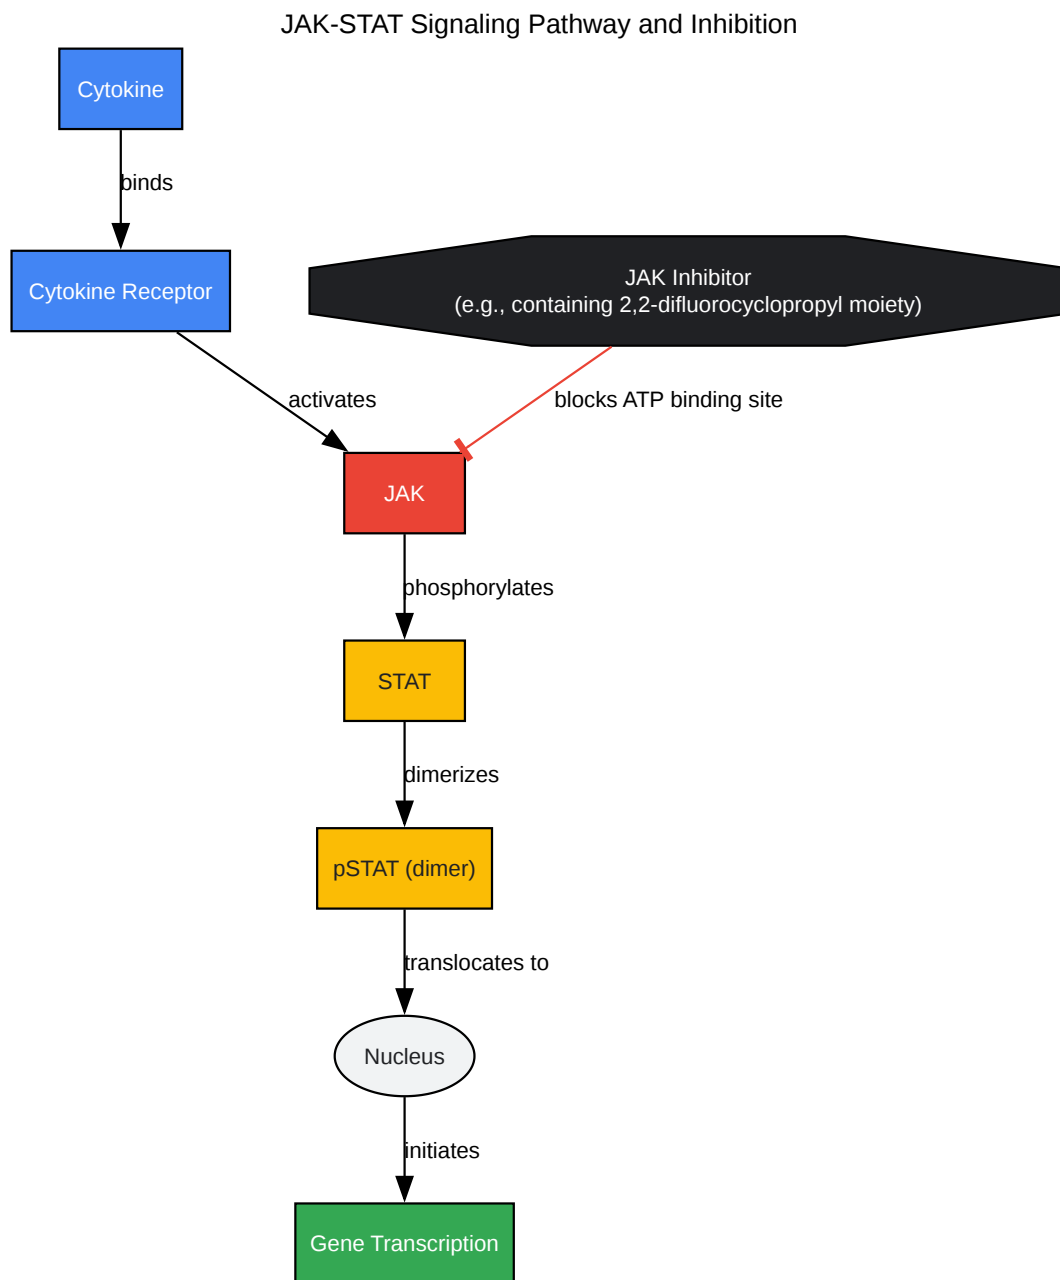 JAK-STAT Signaling Pathway and Inhibition
Cytokine
binds
Cytokine Receptor
JAK Inhibitor
(e.g., containing 2,2-difluorocyclopropyl moiety)
activates
blocks ATP binding site
JAK
phosphorylates
STAT
dimerizes
pSTAT (dimer)
translocates to
Nucleus
initiates
Gene Transcription